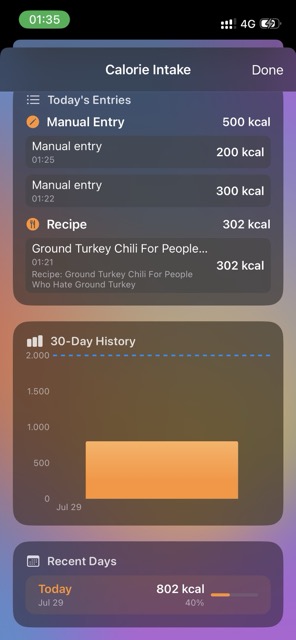 01:35
4G
Calorie Intake
Done
Today's Entries
Manual Entry
500 kcal
Manual entry
01:25
200 kcal
Manual entry
01:22
300 kcal
Recipe
302 kcal
Ground Turkey Chili For People...
01:21
Recipe: Ground Turkey Chili For People
Who Hate Ground Turkey
302 kcal
30-Day History
2.000
1.500
1.000
500
0
Jul 29
Recent Days
Today
Jul 29
802 kcal
40%